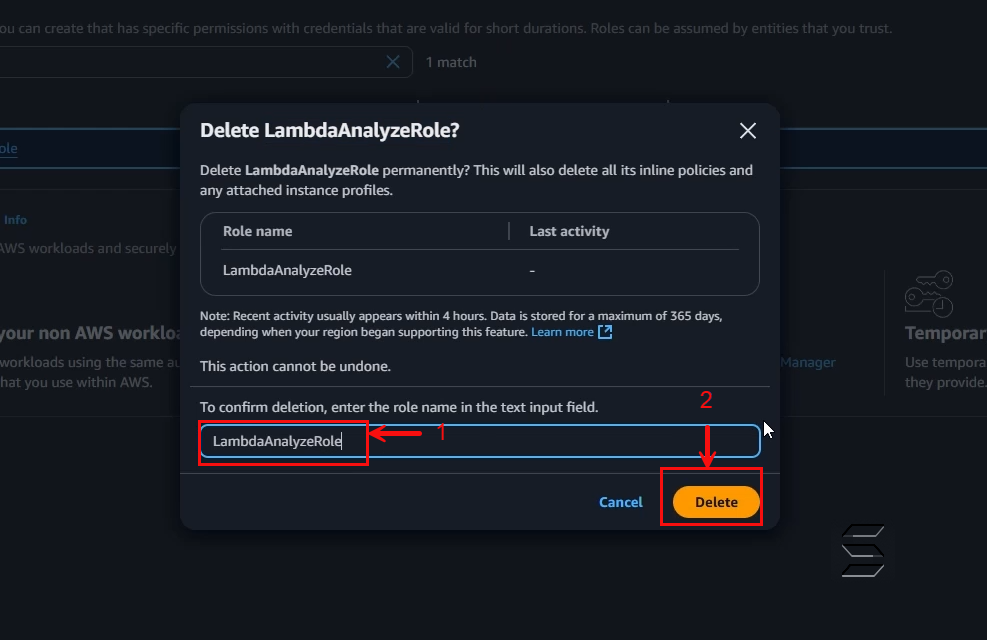 ou can create that has specific permissions with credentials that are valid for short durations. Roles can be assumed by entities that you trust.
1 match
Delete LambdaAnalyzeRole?
ole
Delete LambdaAnalyzeRole permanently? This will also delete all its inline policies and
any attached instance profiles.
Role name
Last activity
Info
AWS workloads and securely
LambdaAnalyzeRole
-
Note: Recent activity usually appears within 4 hours. Data is stored for a maximum of 365 days,
depending when your region began supporting this feature. Learn more
your non AWS workloa
Temporar
workloads using the same au
Manager
Use tempora
hat you use within AWS.
they provide.
This action cannot be undone.
To confirm deletion, enter the role name in the text input field.
2
LambdaAnalyzeRole
1
Cancel
Delete